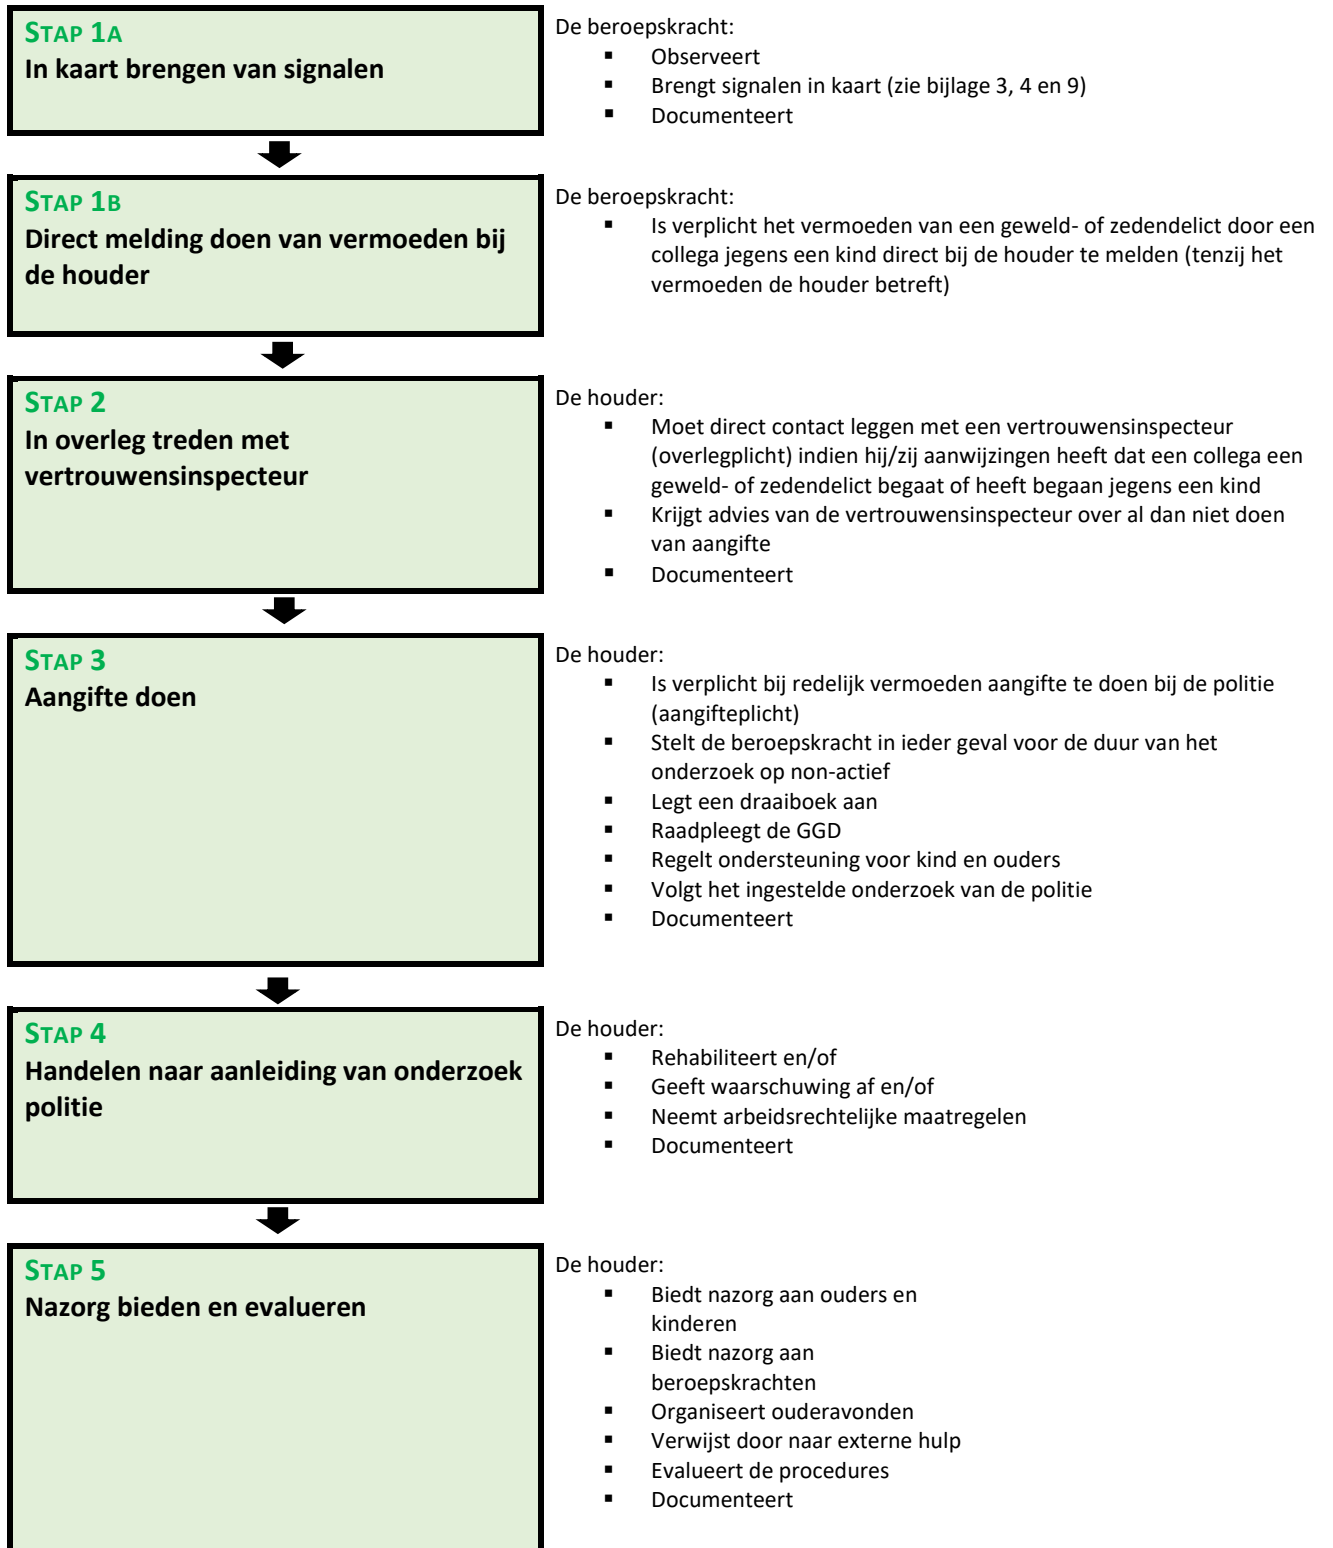 STAP 1A
In kaart brengen van signalen
De beroepskracht:
▪ Observeert
▪ Brengt signalen in kaart (zie bijlage 3, 4 en 9)
▪ Documenteert
STAP 1B
Direct melding doen van vermoeden bij
de houder
De beroepskracht:
▪ Is verplicht het vermoeden van een geweld- of zedendelict door een
collega jegens een kind direct bij de houder te melden (tenzij het
vermoeden de houder betreft)
STAP 2
In overleg treden met
vertrouwensinspecteur
De houder:
▪ Moet direct contact leggen met een vertrouwensinspecteur
(overlegplicht) indien hij/zij aanwijzingen heeft dat een collega een
geweld- of zedendelict begaat of heeft begaan jegens een kind
▪ Krijgt advies van de vertrouwensinspecteur over al dan niet doen
van aangifte
▪ Documenteert
STAP 3
Aangifte doen
De houder:
▪ Is verplicht bij redelijk vermoeden aangifte te doen bij de politie
(aangifteplicht)
▪ Stelt de beroepskracht in ieder geval voor de duur van het
onderzoek op non-actief
▪ Legt een draaiboek aan
▪ Raadpleegt de GGD
▪ Regelt ondersteuning voor kind en ouders
▪ Volgt het ingestelde onderzoek van de politie
▪ Documenteert
STAP 4
Handelen naar aanleiding van onderzoek
politie
De houder:
▪ Rehabiliteert en/of
▪ Geeft waarschuwing af en/of
▪ Neemt arbeidsrechtelijke maatregelen
▪ Documenteert
STAP 5
Nazorg bieden en evalueren
De houder:
▪ Biedt nazorg aan ouders en
kinderen
▪ Biedt nazorg aan
beroepskrachten
▪ Organiseert ouderavonden
▪ Verwijst door naar externe hulp
▪ Evalueert de procedures
▪ Documenteert